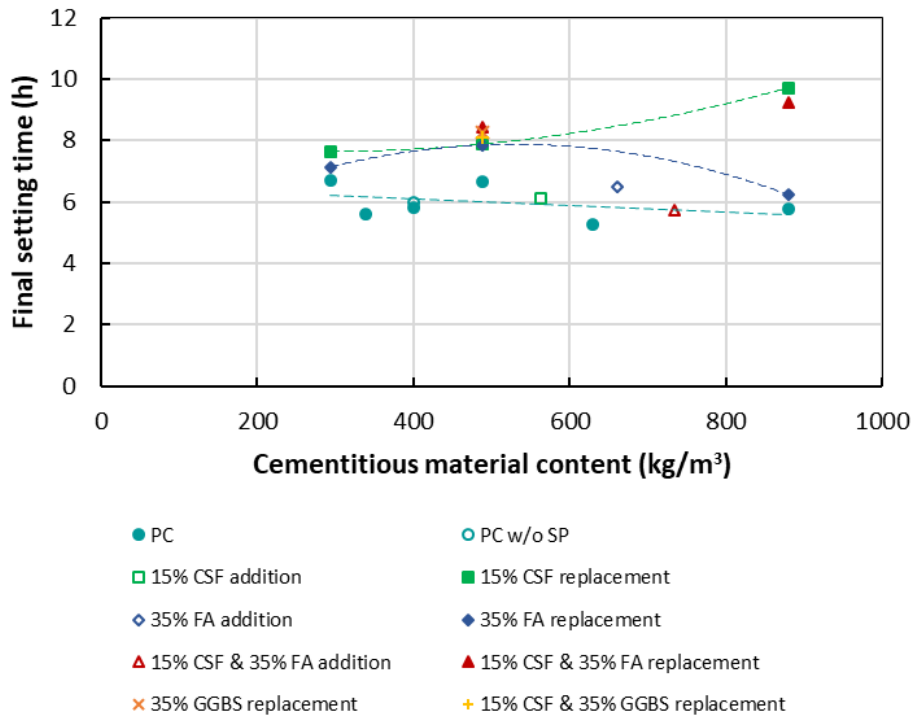 12
10
8
6
4
2
0
Final setting time (h)
0 200 400 600 800 1000
Cementitious material content (kg/m³)
PC PC w/o SP
15% CSF addition 15% CSF replacement
35% FA addition 35% FA replacement
15% CSF & 35% FA addition 15% CSF & 35% FA replacement
35% GGBS replacement 15% CSF & 35% GGBS replacement